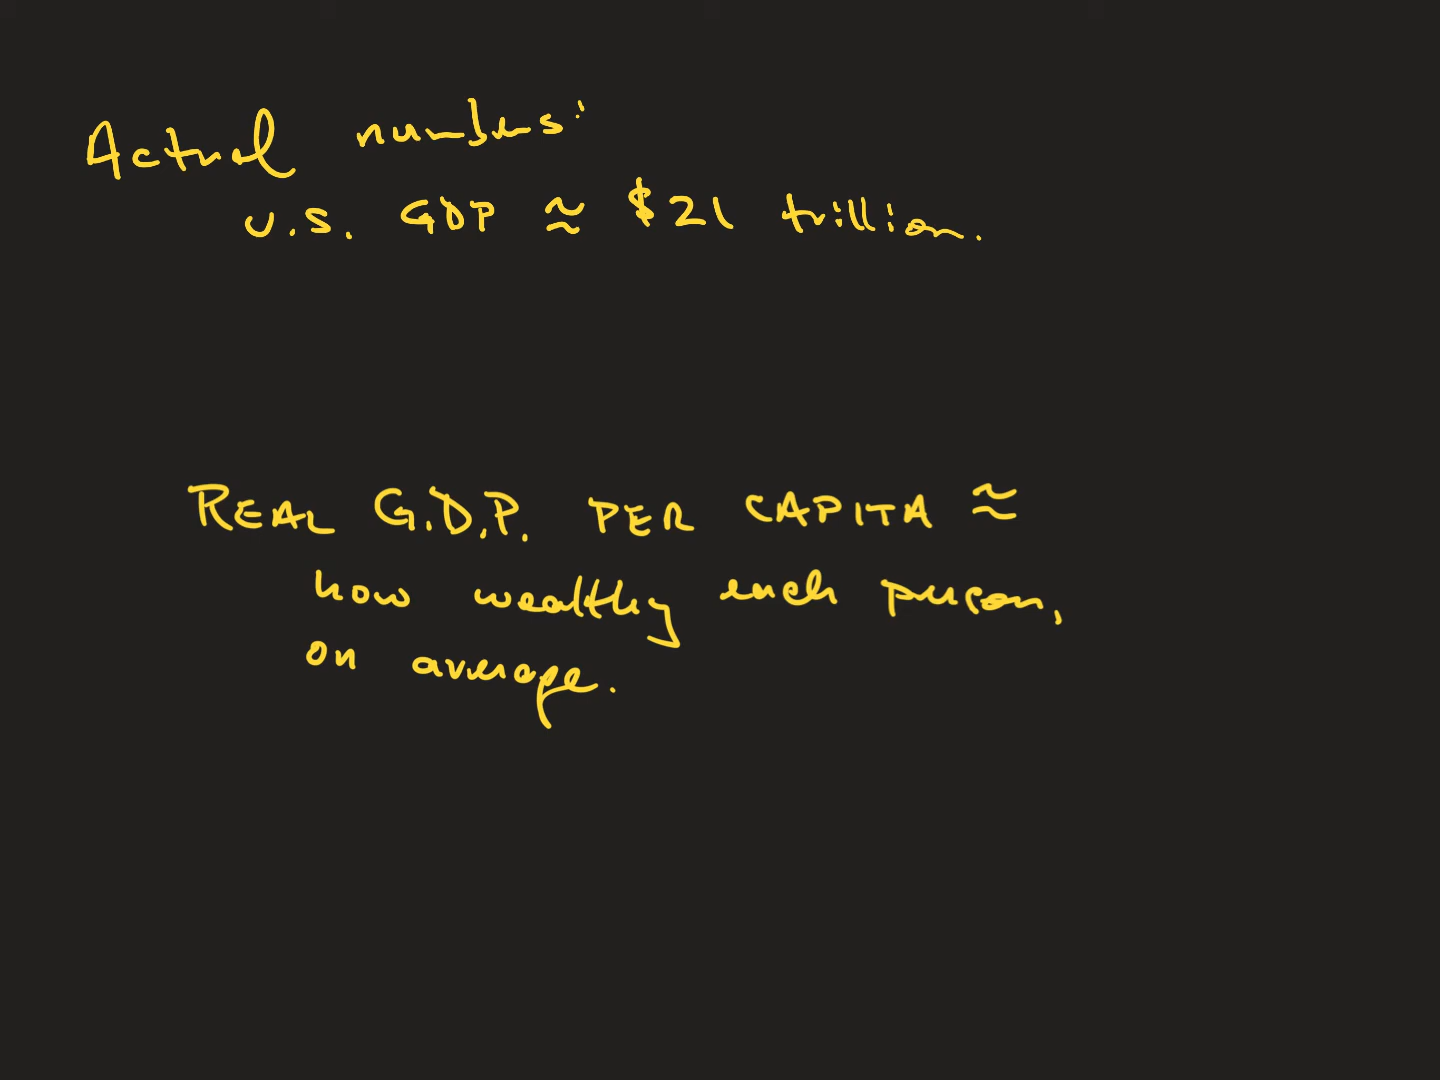 Actual numbers:
U.S. GDP ≈ $21 trillion.
REAL G.D.P. PER CAPITA ≈
how wealthy each person,
on average.